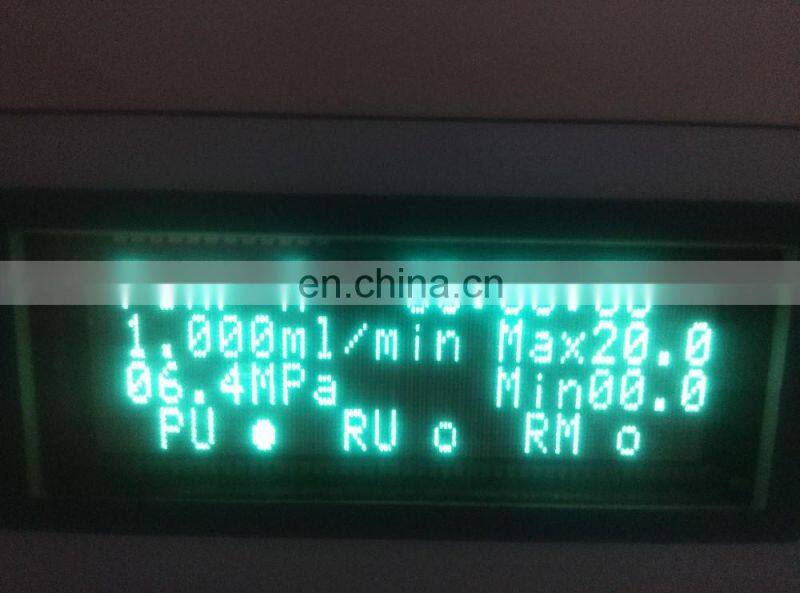 en.china.cn
1.000ml/min Max20.0
06.4MPa Min00.0
PU ● RU o RM o